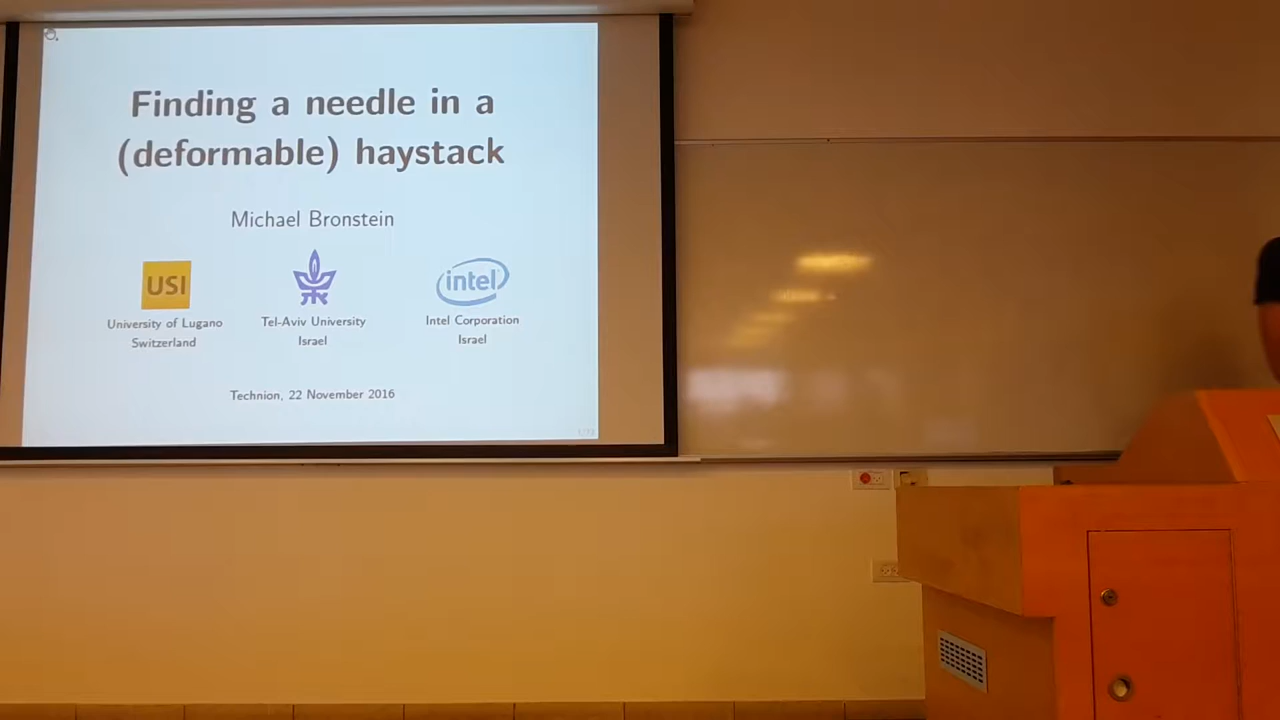 Finding a needle in a
(deformable) haystack
Michael Bronstein
USI
University of Lugano
Switzerland
Tel-Aviv University
Israel
intel
Intel Corporation
Israel
Technion, 22 November 2016